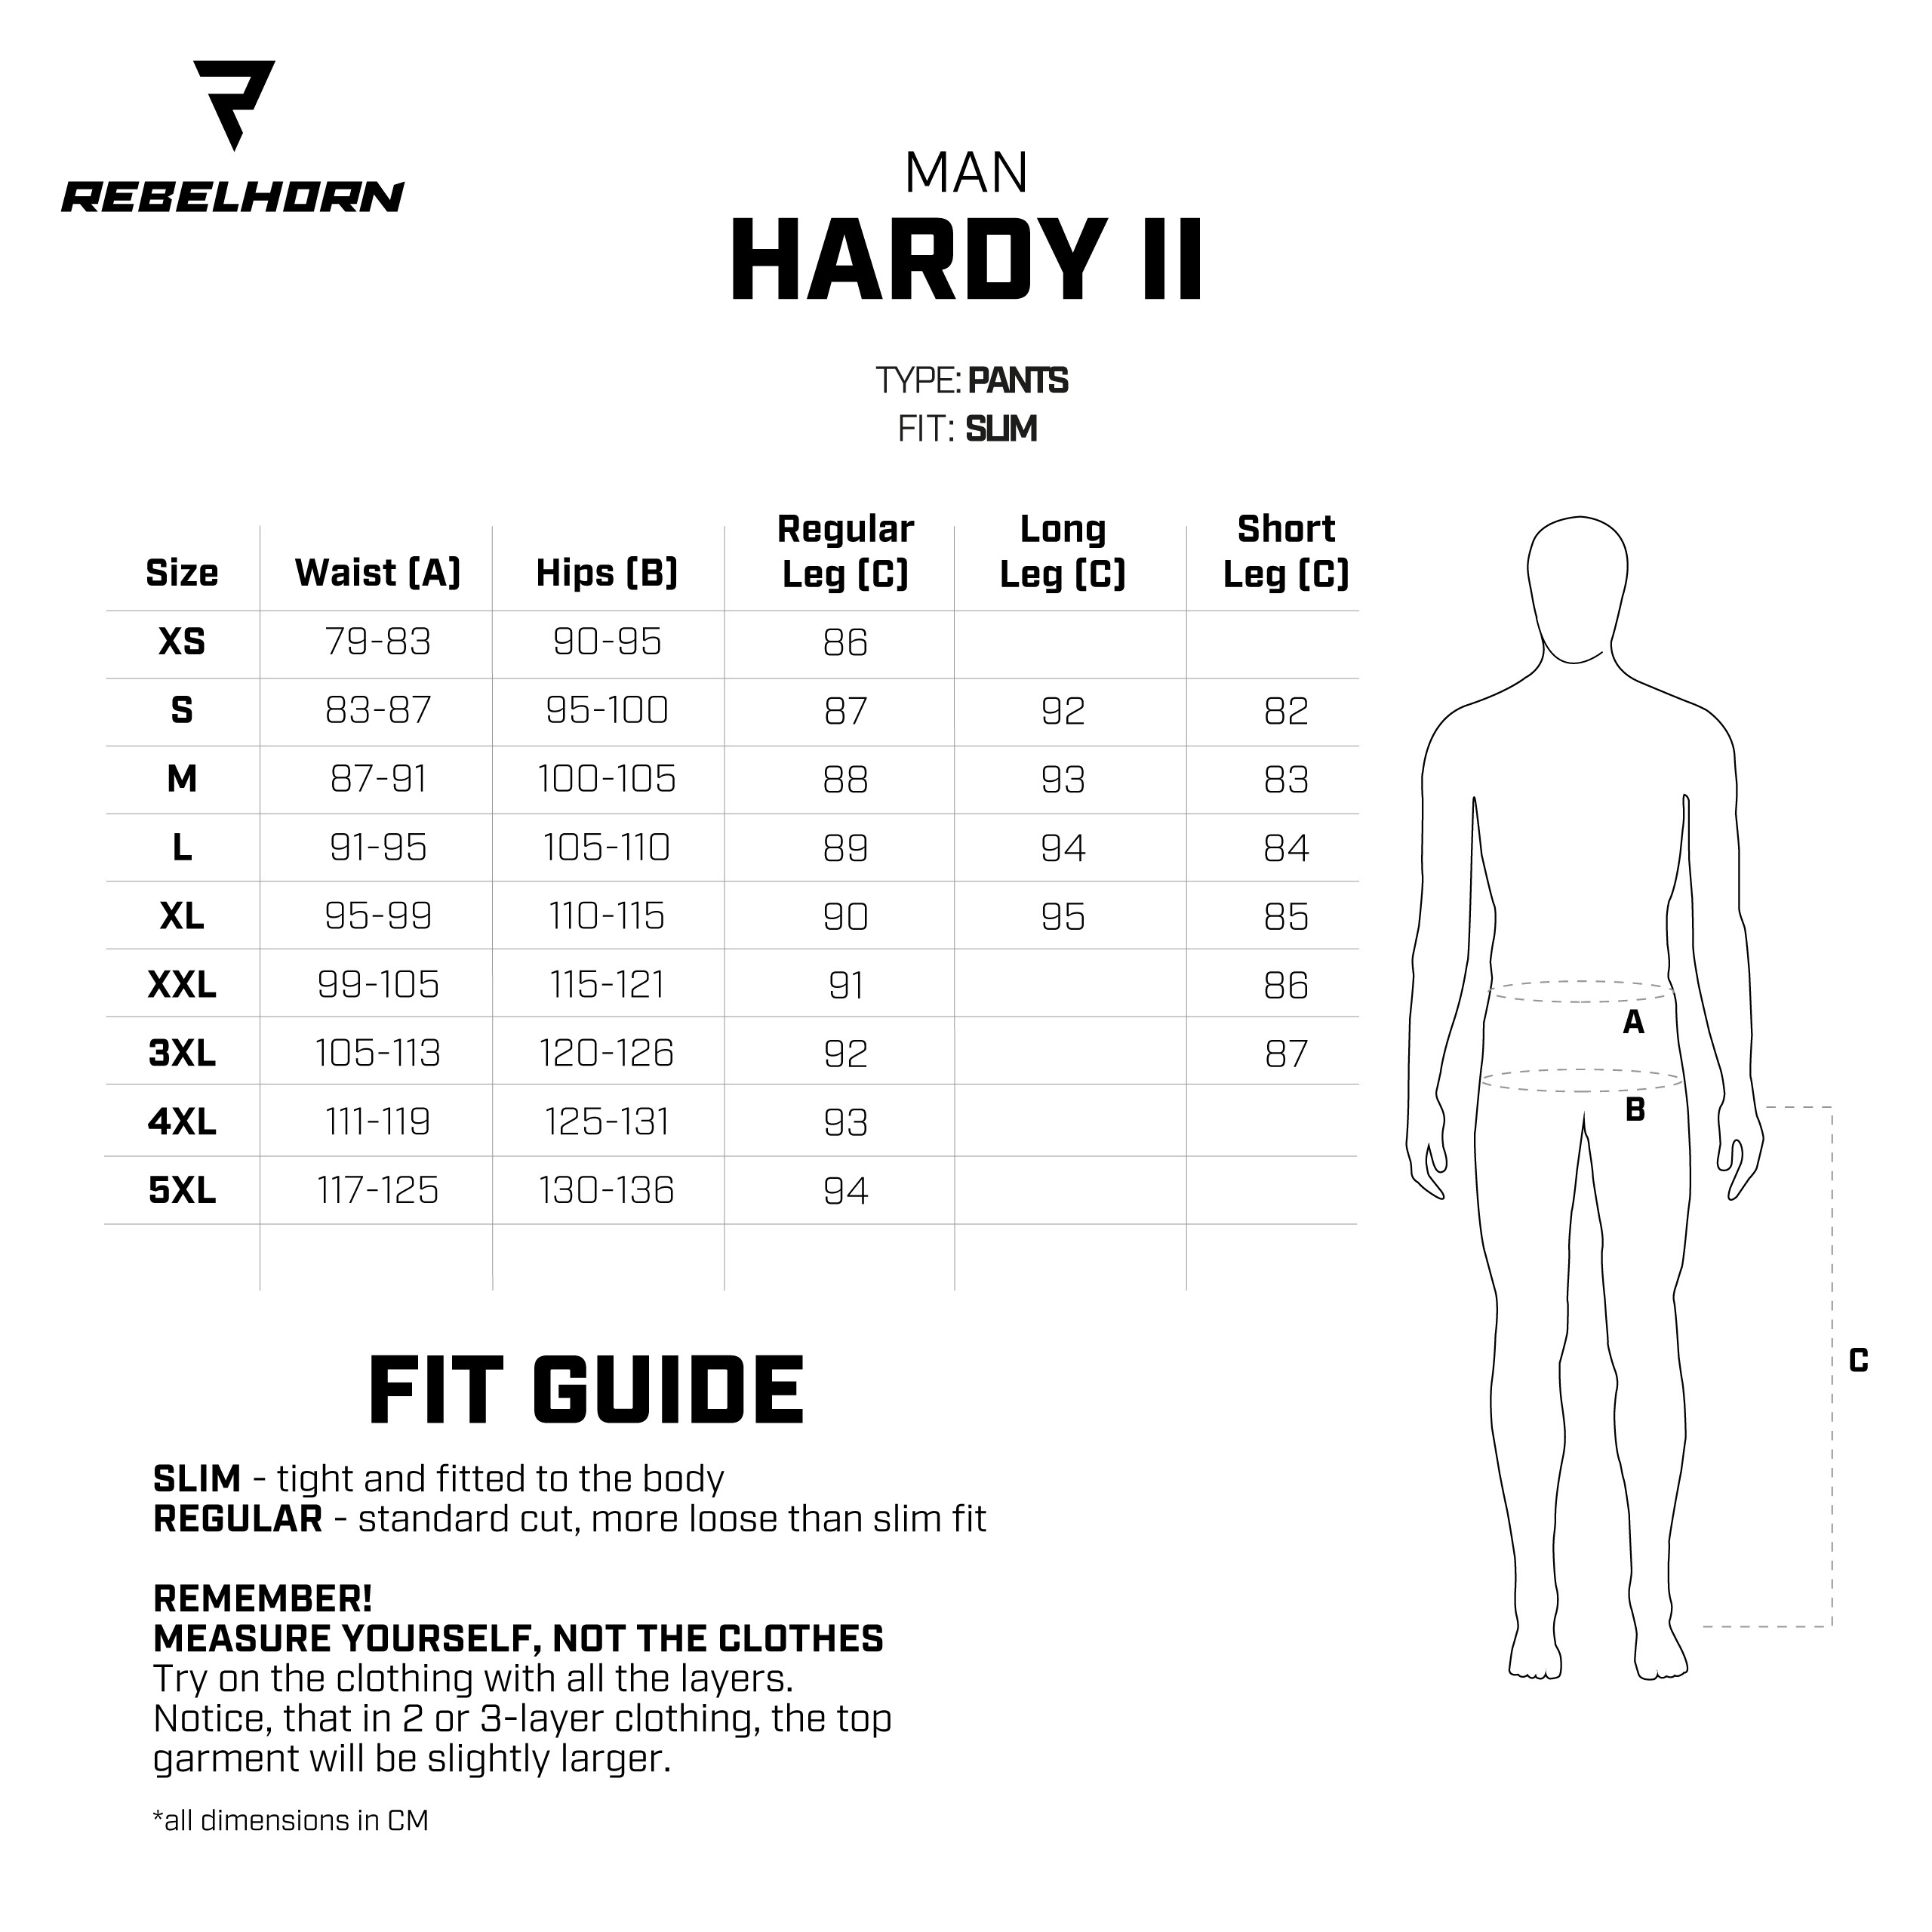 REBELHORN
MAN
HARDY II
TYPE: PANTS
FIT: SLIM
Size Waist (A) Hips (B) Regular Leg (C) Long Leg (C) Short Leg (C)
XS 79-83 90-95 86
S 83-87 95-100 87 92 82
M 87-91 100-105 88 93 83
L 91-95 105-110 89 94 84
XL 95-99 110-115 90 95 85
XXL 99-105 115-121 91 86
3XL 105-113 120-126 92 87
4XL 111-119 125-131 93
5XL 117-125 130-136 94
A
B
C
FIT GUIDE
SLIM - tight and fitted to the body
REGULAR - standard cut, more loose than slim fit
REMEMBER!
MEASURE YOURSELF, NOT THE CLOTHES
Try on the clothing with all the layers.
Notice, that in 2 or 3-layer clothing, the top
garment will be slightly larger.
*all dimensions in CM